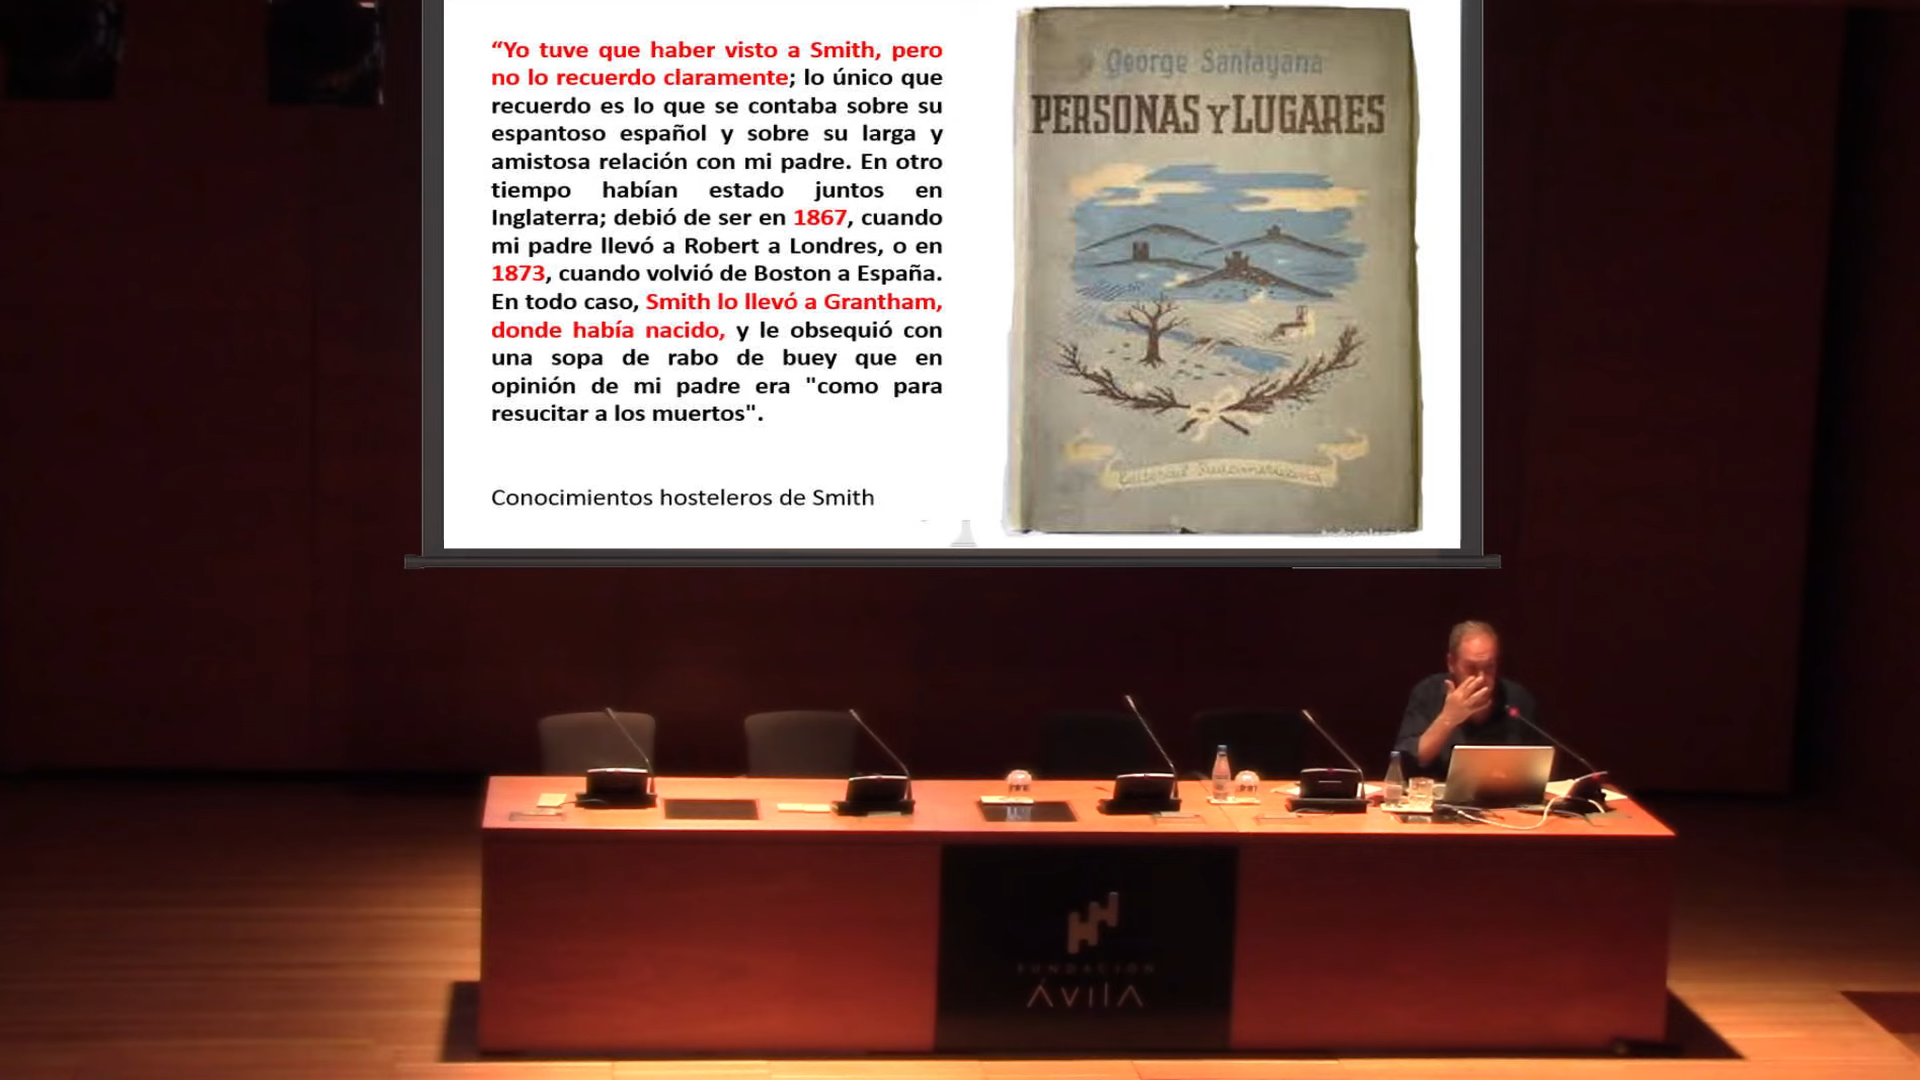 “Yo tuve que haber visto a Smith, pero
no lo recuerdo claramente; lo único que
recuerdo es lo que se contaba sobre su
espantoso español y sobre su larga y
amistosa relación con mi padre. En otro
tiempo habían estado juntos en
Inglaterra; debió de ser en 1867, cuando
mi padre llevó a Robert a Londres, o en
1873, cuando volvió de Boston a España.
En todo caso, Smith lo llevó a Grantham,
donde había nacido, y le obsequió con
una sopa de rabo de buey que en
opinión de mi padre era "como para
resucitar a los muertos".
Conocimientos hosteleros de Smith
George Santayana
PERSONAS Y LUGARES
Editorial Sudamericana
FUNDACIÓN
ÁVILA